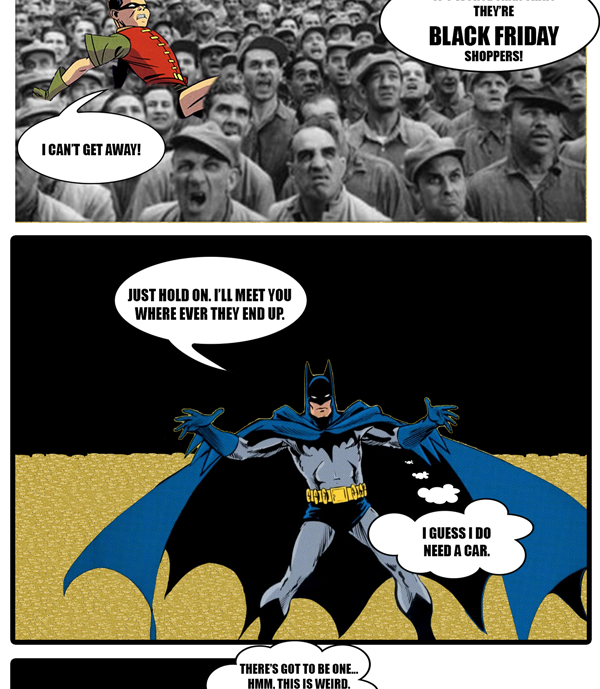 THEY'RE
BLACK FRIDAY
SHOPPERS!
I CAN'T GET AWAY!
JUST HOLD ON. I'LL MEET YOU
WHERE EVER THEY END UP.
I GUESS I DO
NEED A CAR.
THERE'S GOT TO BE ONE...
HMM. THIS IS WEIRD.